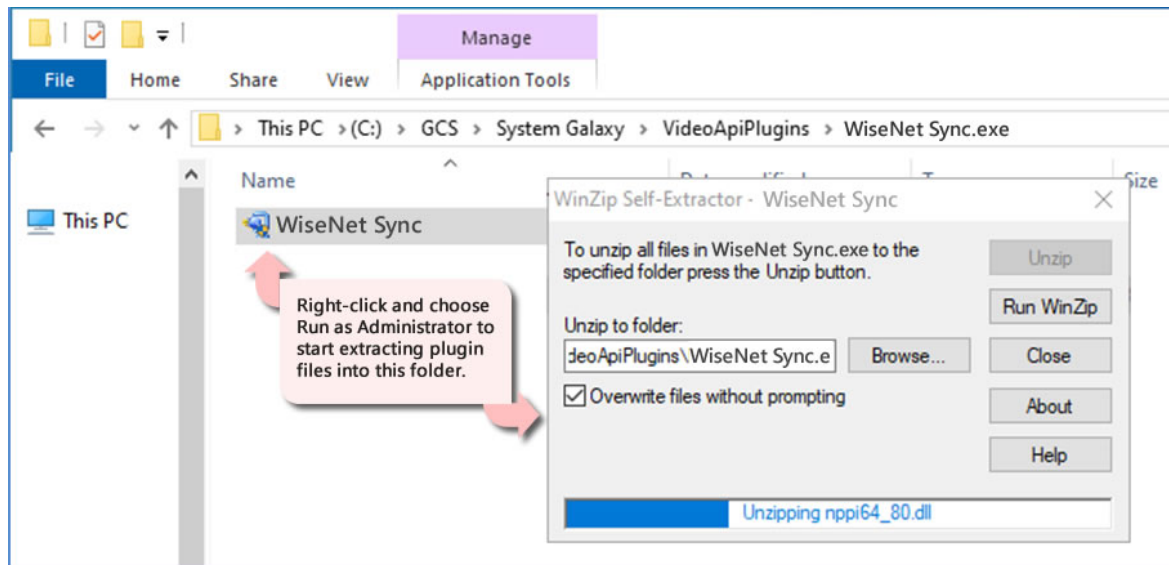 Manage
File Home Share View Application Tools
This PC > (C:) > GCS > System Galaxy > VideoApiPlugins > WiseNet Sync.exe
Name Size
This PC
WiseNet Sync
WinZip Self-Extractor - WiseNet Sync
To unzip all files in WiseNet Sync.exe to the
specified folder press the Unzip button.
Unzip
Run WinZip
Unzip to folder:
deoApiPlugins\WiseNet Sync.e Browse... Close
Overwrite files without prompting
About
Help
Unzipping nppi64_80.dll
Right-click and choose
Run as Administrator to
start extracting plugin
files into this folder.